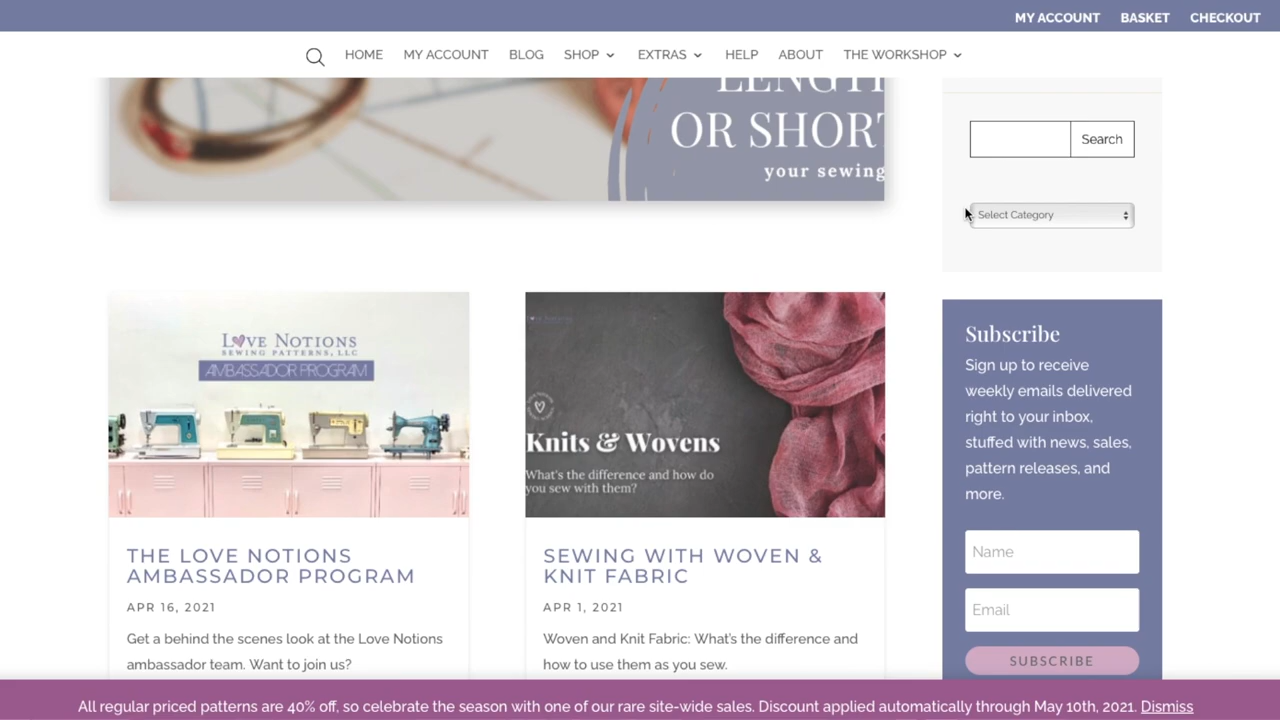 MY ACCOUNT BASKET CHECKOUT
HOME MY ACCOUNT BLOG SHOP EXTRAS HELP ABOUT THE WORKSHOP
LENGTH
OR SHORT
your sewing
Search
Select Category
LOVE NOTIONS
SEWING PATTERNS, LLC
AMBASSADOR PROGRAM
Knits & Wovens
What's the difference and how do
you sew with them?
THE LOVE NOTIONS
AMBASSADOR PROGRAM
APR 16, 2021
Get a behind the scenes look at the Love Notions
ambassador team. Want to join us?
SEWING WITH WOVEN &
KNIT FABRIC
APR 1, 2021
Woven and Knit Fabric: What's the difference and
how to use them as you sew.
Subscribe
Sign up to receive
weekly emails delivered
right to your inbox,
stuffed with news, sales,
pattern releases, and
more.
Name
Email
SUBSCRIBE
All regular priced patterns are 40% off, so celebrate the season with one of our rare site-wide sales. Discount applied automatically through May 10th, 2021. Dismiss